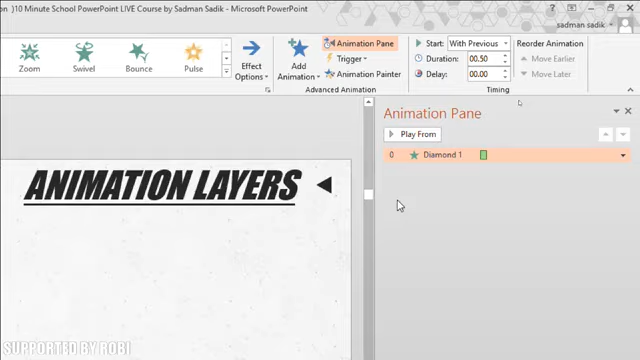 on )10 Minute School PowerPoint LIVE Course by Sadman Sadik - PowerPoint
sadman sadik
Zoom
Swivel
Bounce
Pulse
Effect
Options
Add
Animation
Animation Pane
Trigger
Animation Painter
Advanced Animation
Start: With Previous
Duration: 00.50
Delay: 00.00
Timing
Reorder Animation
Move Earlier
Move Later
Animation Pane
Play From
0 Diamond 1
ANIMATION LAYERS
SUPPORTED BY ROBI